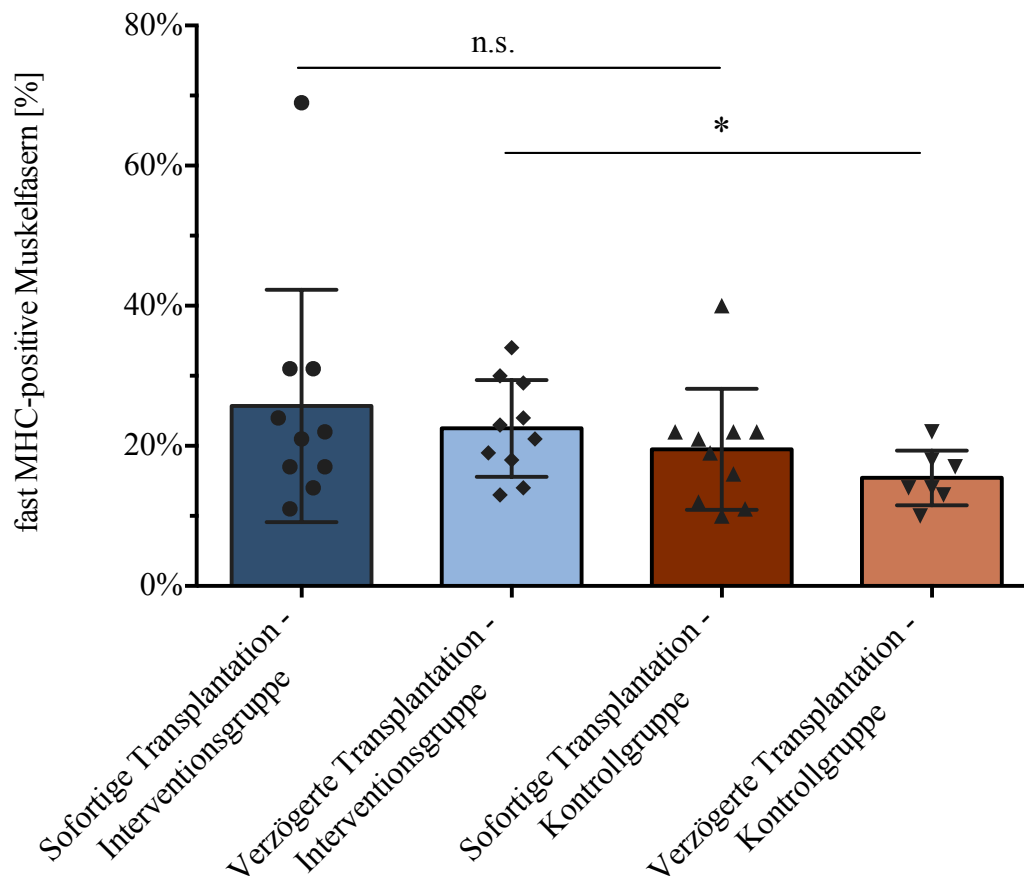 fast MHC-positive Muskelfasern [%]
80%
60%
40%
20%
0%
n.s.
*
Sofortige Transplantation -
Interventionsgruppe
Verzögerte Transplantation -
Interventionsgruppe
Sofortige Transplantation -
Kontrollgruppe
Verzögerte Transplantation -
Kontrollgruppe